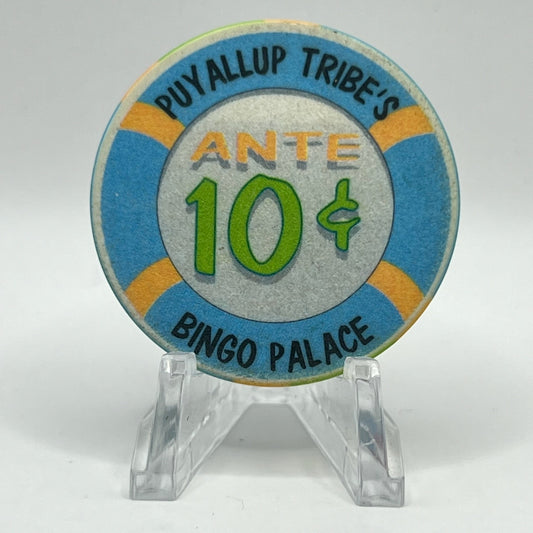 PUYALLUP TRIBE'S
ANTE
10¢
BINGO PALACE